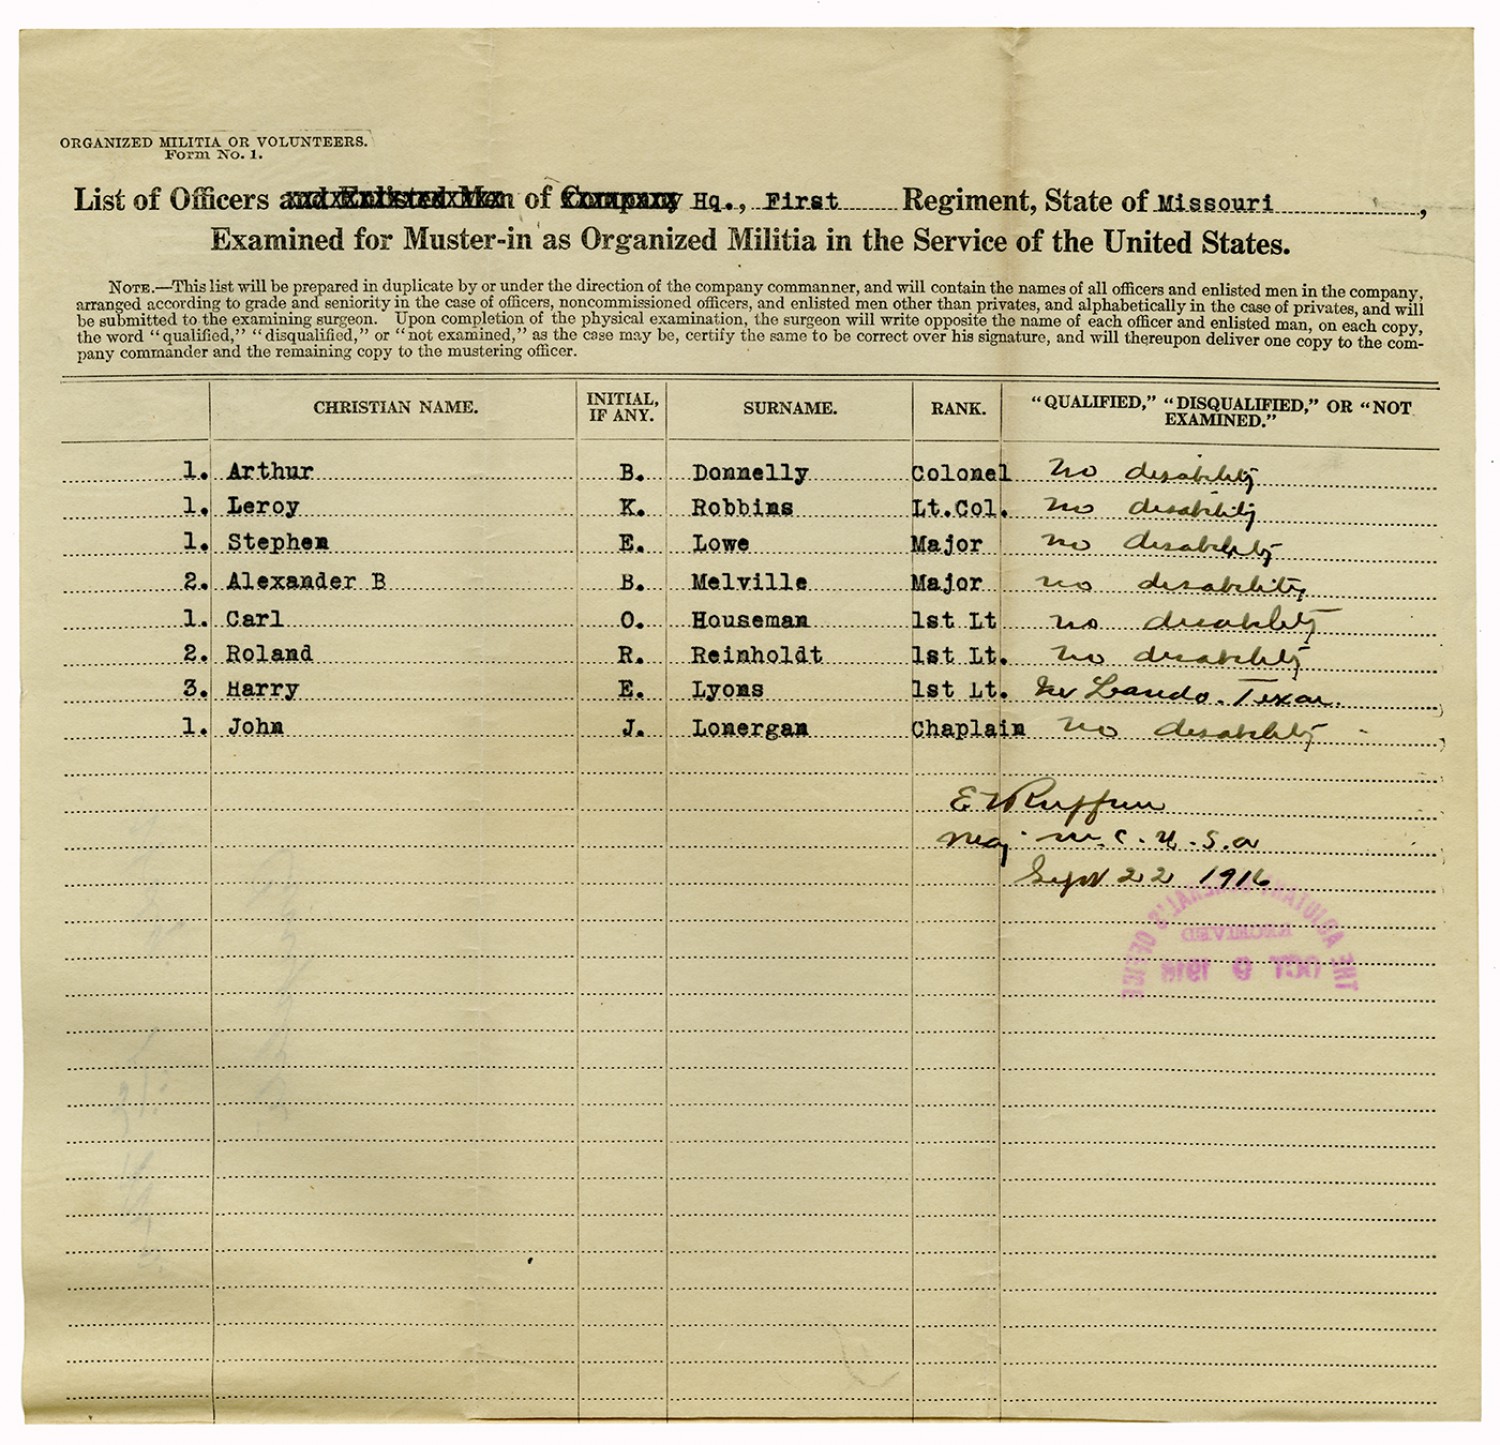 ORGANIZED MILITIA OR VOLUNTEERS.
Form No. 1.
List of Officers and Enlisted Men of Company Hq., First Regiment, State of Missouri,
Examined for Muster-in as Organized Militia in the Service of the United States.
NOTE.—This list will be prepared in duplicate by or under the direction of the company commanner, and will contain the names of all officers and enlisted men in the company,
arranged according to grade and seniority in the case of officers, noncommissioned officers, and enlisted men other than privates, and alphabetically in the case of privates, and will
be submitted to the examining surgeon. Upon completion of the physical examination, the surgeon will write opposite the name of each officer and enlisted man, on each copy,
the word "qualified," "disqualified," or "not examined," as the case may be, certify the same to be correct over his signature, and will thereupon deliver one copy to the com-
pany commander and the remaining copy to the mustering officer.
CHRISTIAN NAME. INITIAL, IF ANY. SURNAME. RANK. "QUALIFIED," "DISQUALIFIED," OR "NOT EXAMINED."
1. Arthur B. Donnelly Colonel no disability
1. Leroy K. Robbins Lt.Col. no disability
1. Stephen E. Lowe Major no disability
2. Alexander B B. Melville Major no disability
1. Carl O. Houseman 1st Lt no disability
2. Roland R. Reinholdt 1st Lt. no disability
3. Harry E. Lyons 1st Lt. Texas.
1. John J. Lonergan Chaplain no disability
Maj. M.C.U.S.A
Sept 22 1916
THE ADJUTANT GENERAL'S OFFICE
RECEIVED
OCT 9 1916